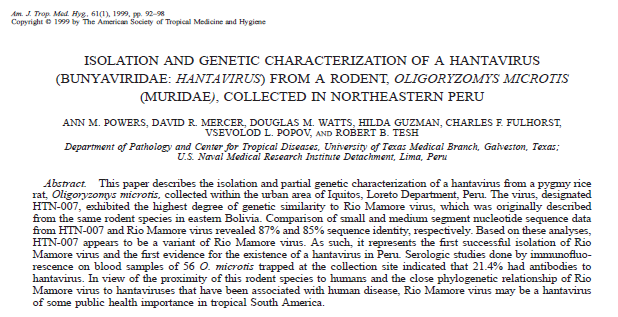 Am. J. Trop. Med. Hyg., 61(1), 1999, pp. 92–98
Copyright © 1999 by The American Society of Tropical Medicine and Hygiene
ISOLATION AND GENETIC CHARACTERIZATION OF A HANTAVIRUS
(BUNYAVIRIDAE: HANTAVIRUS) FROM A RODENT, OLIGORYZOMYS MICROTIS
(MURIDAE), COLLECTED IN NORTHEASTERN PERU
ANN M. POWERS, DAVID R. MERCER, DOUGLAS M. WATTS, HILDA GUZMAN, CHARLES F. FULHORST,
VSEVOLOD L. POPOV, AND ROBERT B. TESH
Department of Pathology and Center for Tropical Diseases, University of Texas Medical Branch, Galveston, Texas;
U.S. Naval Medical Research Institute Detachment, Lima, Peru
Abstract. This paper describes the isolation and partial genetic characterization of a hantavirus from a pygmy rice
rat, Oligoryzomys microtis, collected within the urban area of Iquitos, Loreto Department, Peru. The virus, designated
HTN-007, exhibited the highest degree of genetic similarity to Rio Mamore virus, which was originally described
from the same rodent species in eastern Bolivia. Comparison of small and medium segment nucleotide sequence data
from HTN-007 and Rio Mamore virus revealed 87% and 85% sequence identity, respectively. Based on these analyses,
HTN-007 appears to be a variant of Rio Mamore virus. As such, it represents the first successful isolation of Rio
Mamore virus and the first evidence for the existence of a hantavirus in Peru. Serologic studies done by immunofluo-
rescence on blood samples of 56 O. microtis trapped at the collection site indicated that 21.4% had antibodies to
hantavirus. In view of the proximity of this rodent species to humans and the close phylogenetic relationship of Rio
Mamore virus to hantaviruses that have been associated with human disease, Rio Mamore virus may be a hantavirus
of some public health importance in tropical South America.